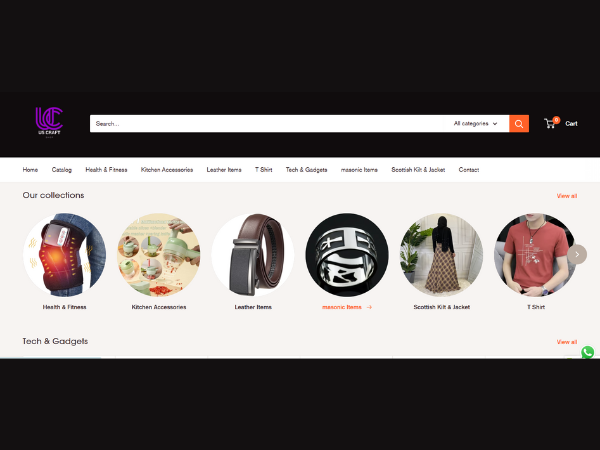 US CRAFT
Search...
All categories
0
Cart
Home
Catalog
Health & Fitness
Kitchen Accessories
Leather Items
T Shirt
Tech & Gadgets
masonic Items
Scottish Kilt & Jacket
Contact
Our collections
View all
Health & Fitness
Kitchen Accessories
Leather Items
masonic Items →
Scottish Kilt & Jacket
T Shirt
Tech & Gadgets
View all